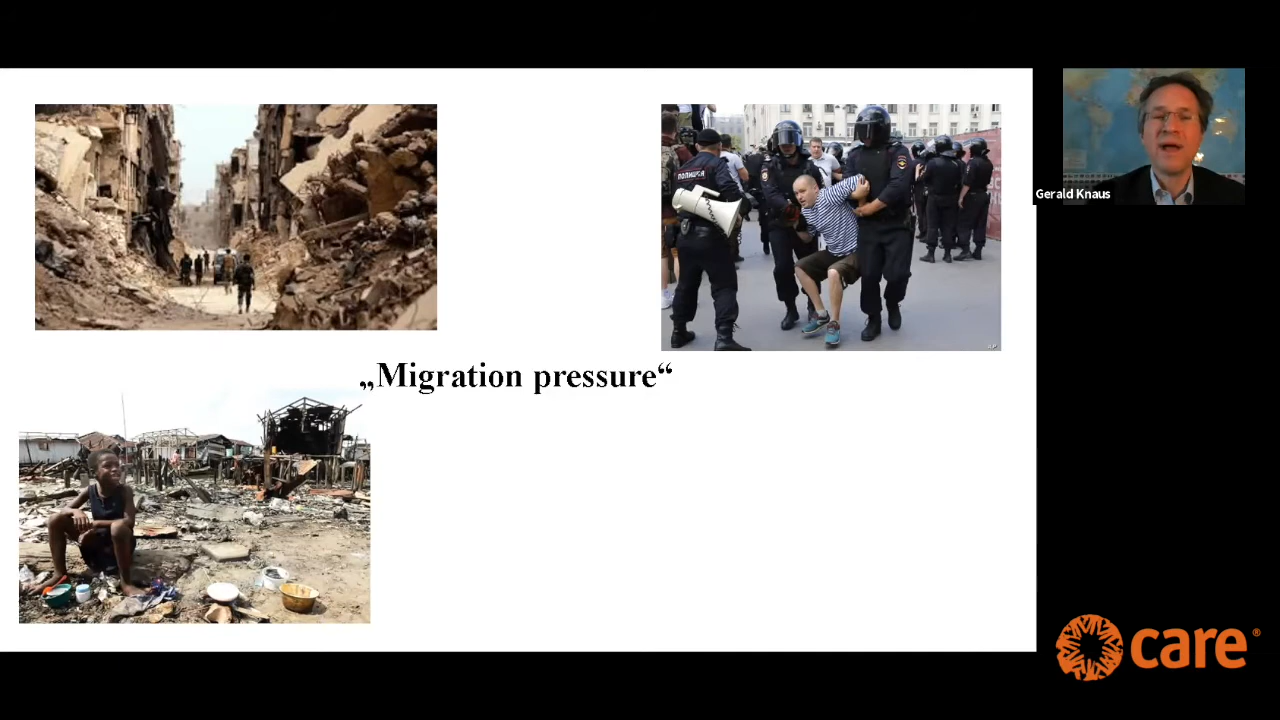 ПОЛИЦИЯ
Gerald Knaus
„Migration pressure“
care®